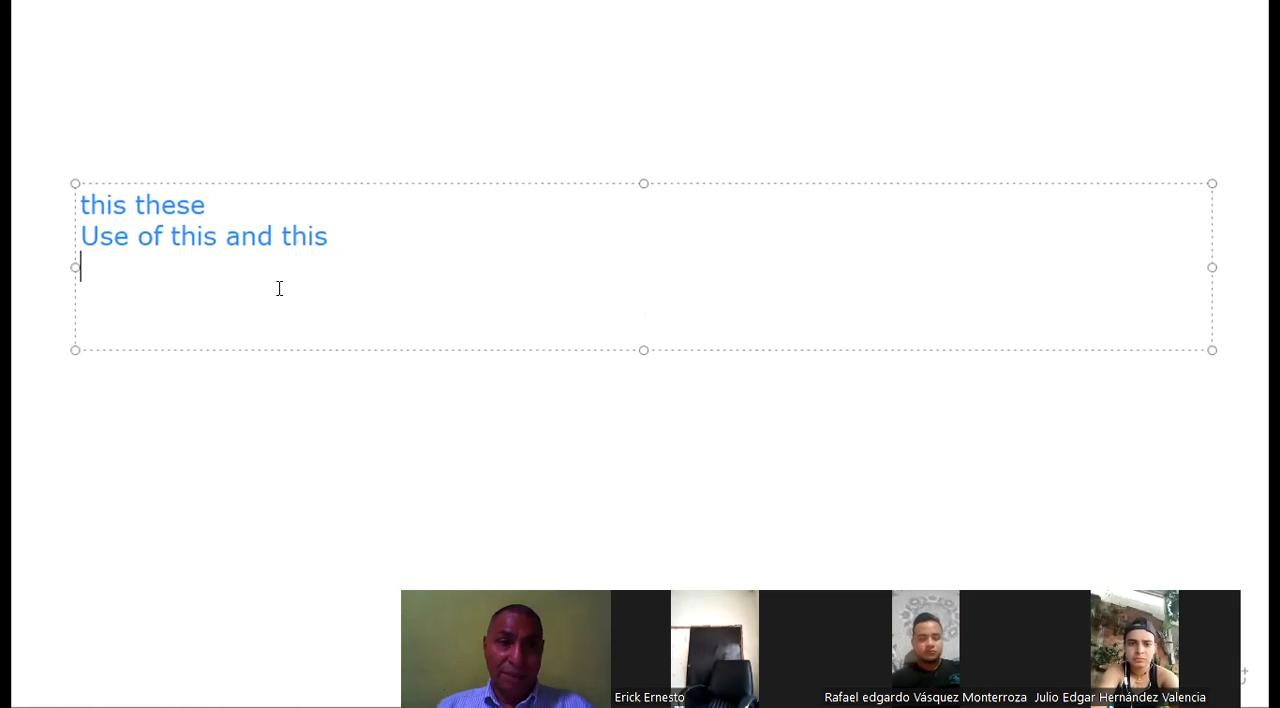 this these
Use of this and this
Erick Ernesto
Rafael edgardo Vásquez Monterroza
Julio Edgar Hernández Valencia